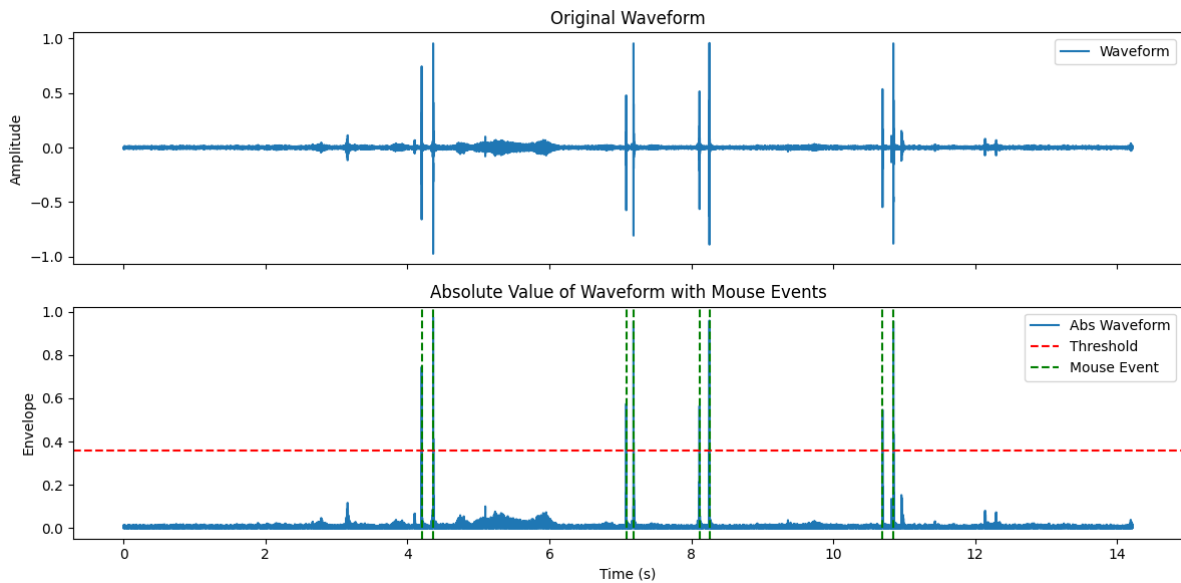 Original Waveform
1.0
0.5
0.0
−0.5
−1.0
Amplitude
Waveform
Absolute Value of Waveform with Mouse Events
1.0
0.8
0.6
0.4
0.2
0.0
Envelope
Abs Waveform
Threshold
Mouse Event
0 2 4 6 8 10 12 14
Time (s)